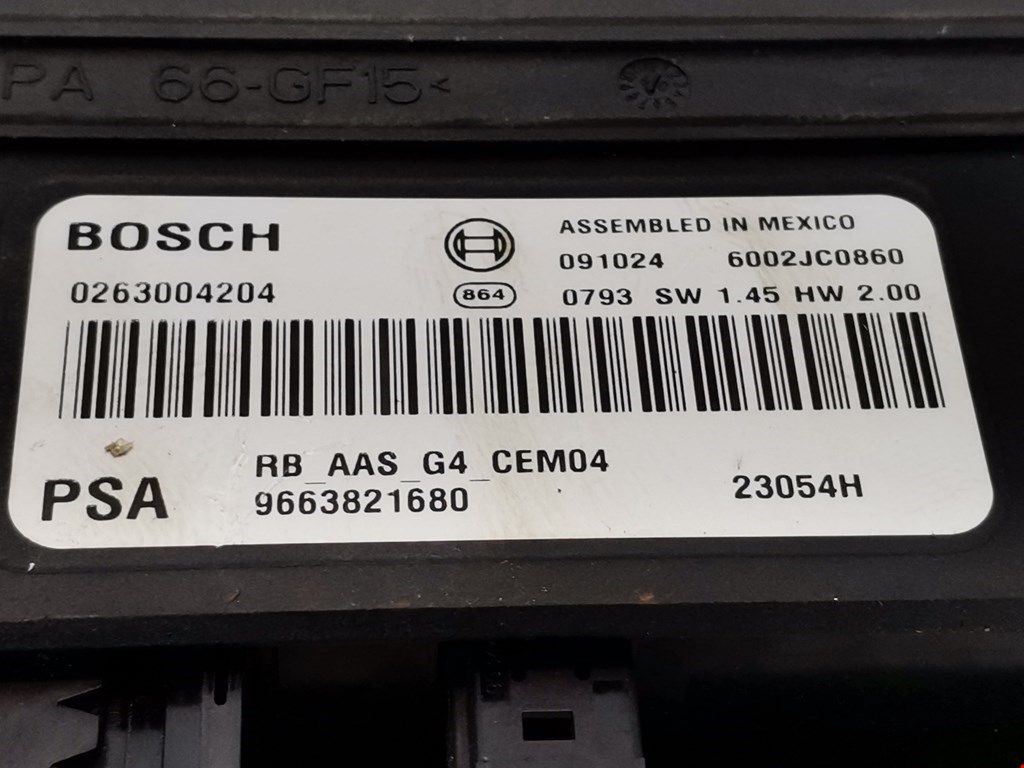 PA 66-GF15<
BOSCH
ASSEMBLED IN MEXICO
091024 6002JC0860
0263004204
864
0793 SW 1.45 HW 2.00
RB_AAS_G4_CEM04
PSA
9663821680
23054H